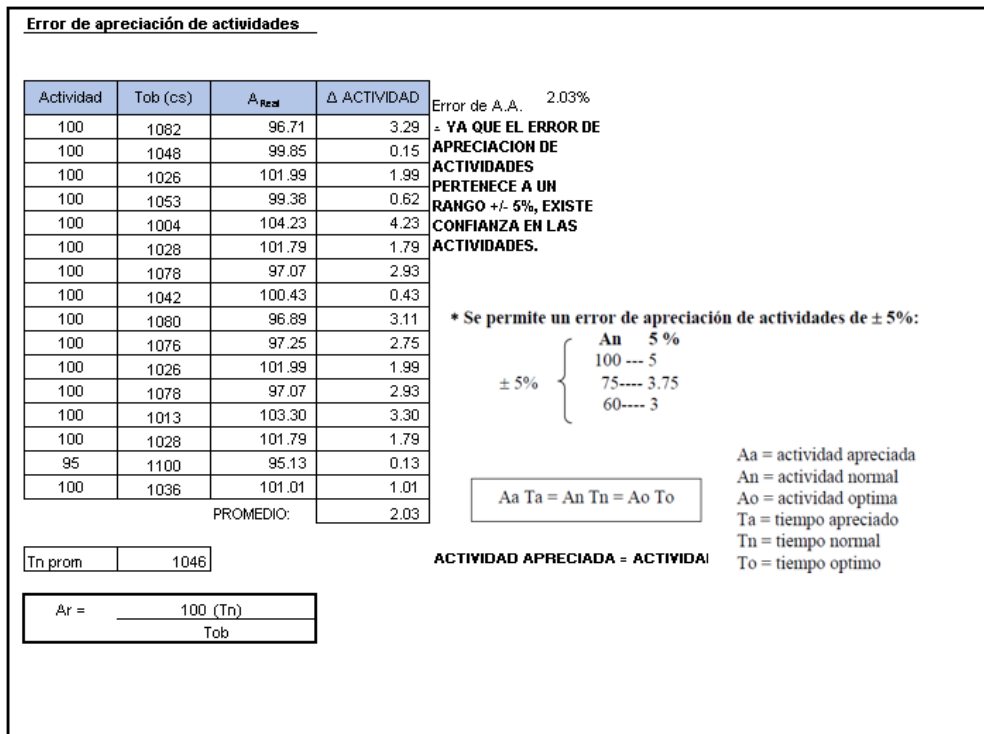 Error de apreciación de actividades
Actividad Tob (cs) A Real Δ ACTIVIDAD
100 1082 96.71 3.29
100 1048 99.85 0.15
100 1026 101.99 1.99
100 1053 99.38 0.62
100 1004 104.23 4.23
100 1028 101.79 1.79
100 1078 97.07 2.93
100 1042 100.43 0.43
100 1080 96.89 3.11
100 1076 97.25 2.75
100 1026 101.99 1.99
100 1078 97.07 2.93
100 1013 103.30 3.30
100 1028 101.79 1.79
95 1100 95.13 0.13
100 1036 101.01 1.01
PROMEDIO: 2.03
Tn prom 1046
Ar = 100 (Tn)
Tob
Error de A.A. 2.03%
∴ YA QUE EL ERROR DE
APRECIACION DE
ACTIVIDADES
PERTENECE A UN
RANGO +/- 5%, EXISTE
CONFIANZA EN LAS
ACTIVIDADES.
* Se permite un error de apreciación de actividades de ± 5%:
An 5 %
100 --- 5
± 5% 75---- 3.75
60---- 3
Aa Ta = An Tn = Ao To
Aa = actividad apreciada
An = actividad normal
Ao = actividad optima
Ta = tiempo apreciado
Tn = tiempo normal
To = tiempo optimo
ACTIVIDAD APRECIADA = ACTIVIDAI